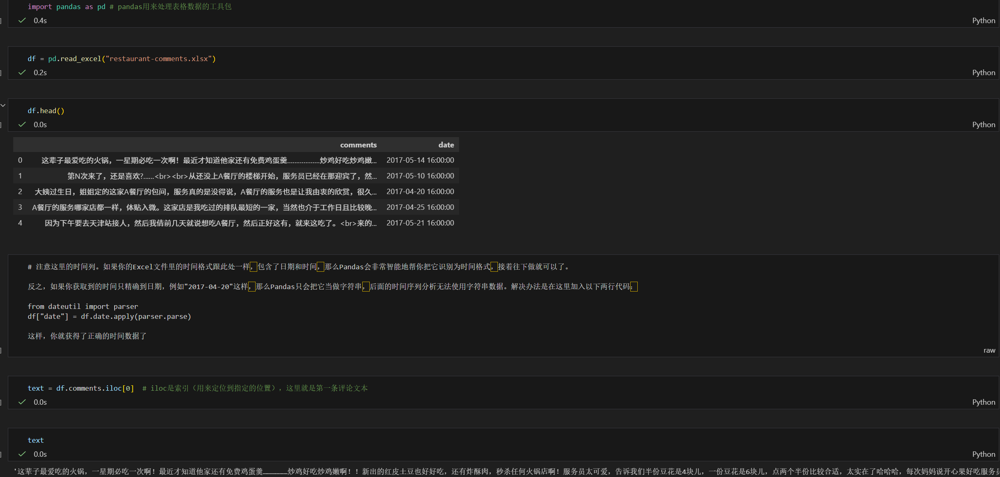 import pandas as pd # pandas用来处理表格数据的工具包
] 0.4s Python
df = pd.read_excel("restaurant-comments.xlsx")
] 0.2s Python
df.head()
] 0.0s Python
comments date
0 这辈子最爱吃的火锅，一星期必吃一次啊！最近才知道他家还有免费鸡蛋羹………………炒鸡好吃炒鸡嫩... 2017-05-14 16:00:00
1 第N次来了，还是喜欢?……<br><br>从还没上A餐厅的楼梯开始，服务员已经在那迎宾了，然... 2017-05-10 16:00:00
2 大姨过生日，姐姐定的这家A餐厅的包间，服务真的是没得说，A餐厅的服务也是让我由衷的欣赏，很久... 2017-04-20 16:00:00
3 A餐厅的服务哪家店都一样，体贴入微。这家店是我吃过的排队最短的一家，当然也介于工作日且比较晚... 2017-04-25 16:00:00
4 因为下午要去天津站接人，然后我倩前几天就说想吃A餐厅，然后正好这有，就来这吃了。<br>来的... 2017-05-21 16:00:00
# 注意这里的时间列。如果你的Excel文件里的时间格式跟此处一样，包含了日期和时间，那么Pandas会非常智能地帮你把它识别为时间格式，接着往下做就可以了。
反之，如果你获取到的时间只精确到日期，例如"2017-04-20"这样，那么Pandas只会把它当做字符串，后面的时间序列分析无法使用字符串数据。解决办法是在这里加入以下两行代码：
from dateutil import parser
df["date"] = df.date.apply(parser.parse)
这样，你就获得了正确的时间数据了
] raw
text = df.comments.iloc[0]  # iloc是索引（用来定位到指定的位置），这里就是第一条评论文本
] 0.0s Python
text
] 0.0s Python
'这辈子最爱吃的火锅，一星期必吃一次啊！最近才知道他家还有免费鸡蛋羹………………炒鸡好吃炒鸡嫩啊！！新出的红皮土豆也好好吃，还有炸酥肉，秒杀任何火锅店啊！服务员太可爱，告诉我们半份豆花是4块儿，一份豆花是6块儿，点两个半份比较合适，太实在了哈哈哈，每次妈妈说开心果好吃服务员